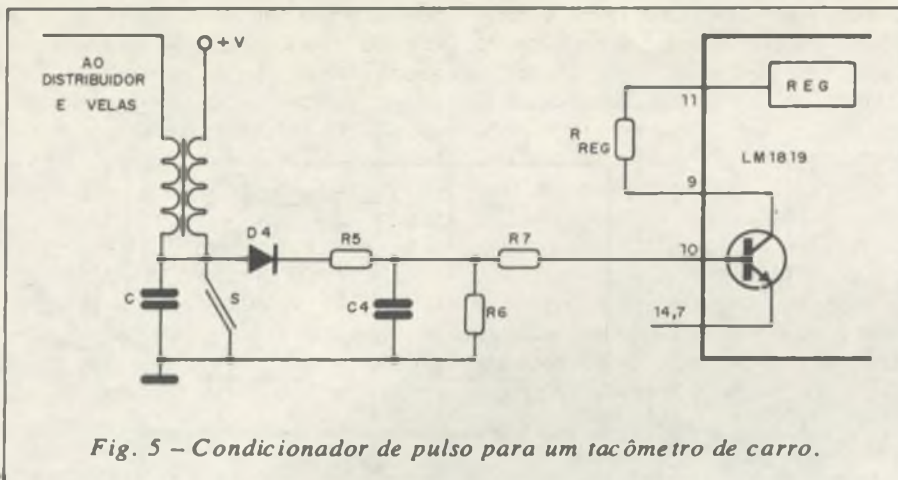 AO
DISTRIBUIDOR
E VELAS
+ V
REG
11
R
REG
LM1819
9
D4
R5
R7
10
C
S
C4
R6
14,7
Fig. 5 – Condicionador de pulso para um tacômetro de carro.